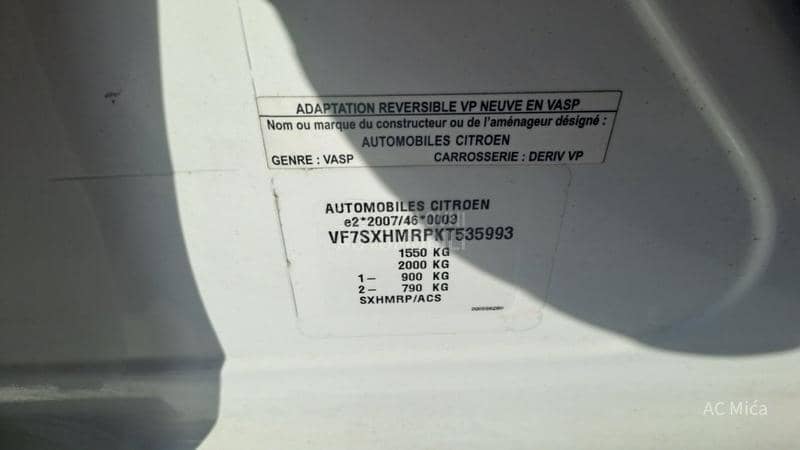 ADAPTATION REVERSIBLE VP NEUVE EN VASP
Nom ou marque du constructeur ou de l'aménageur désigné :
AUTOMOBILES CITROEN
GENRE : VASP CARROSSERIE : DERIV VP
AUTOMOBILES CITROEN
e2*2007/46*0003
VF7SXHMRPKT535993
1550 KG
2000 KG
1– 900 KG
2– 790 KG
SXHMRP/ACS
AC Mića